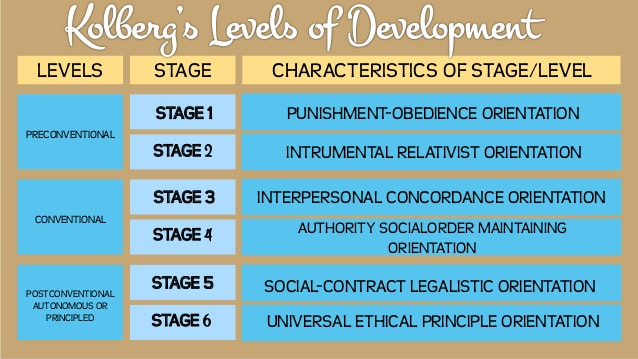 Kolberg's Levels of Development
LEVELS STAGE CHARACTERISTICS OF STAGE/LEVEL
PRECONVENTIONAL
STAGE 1 PUNISHMENT-OBEDIENCE ORIENTATION
STAGE 2 INTRUMENTAL RELATIVIST ORIENTATION
CONVENTIONAL
STAGE 3 INTERPERSONAL CONCORDANCE ORIENTATION
STAGE 4 AUTHORITY SOCIALORDER MAINTAINING
ORIENTATION
POSTCONVENTIONAL
AUTONOMOUS OR
PRINCIPLED
STAGE 5 SOCIAL-CONTRACT LEGALISTIC ORIENTATION
STAGE 6 UNIVERSAL ETHICAL PRINCIPLE ORIENTATION